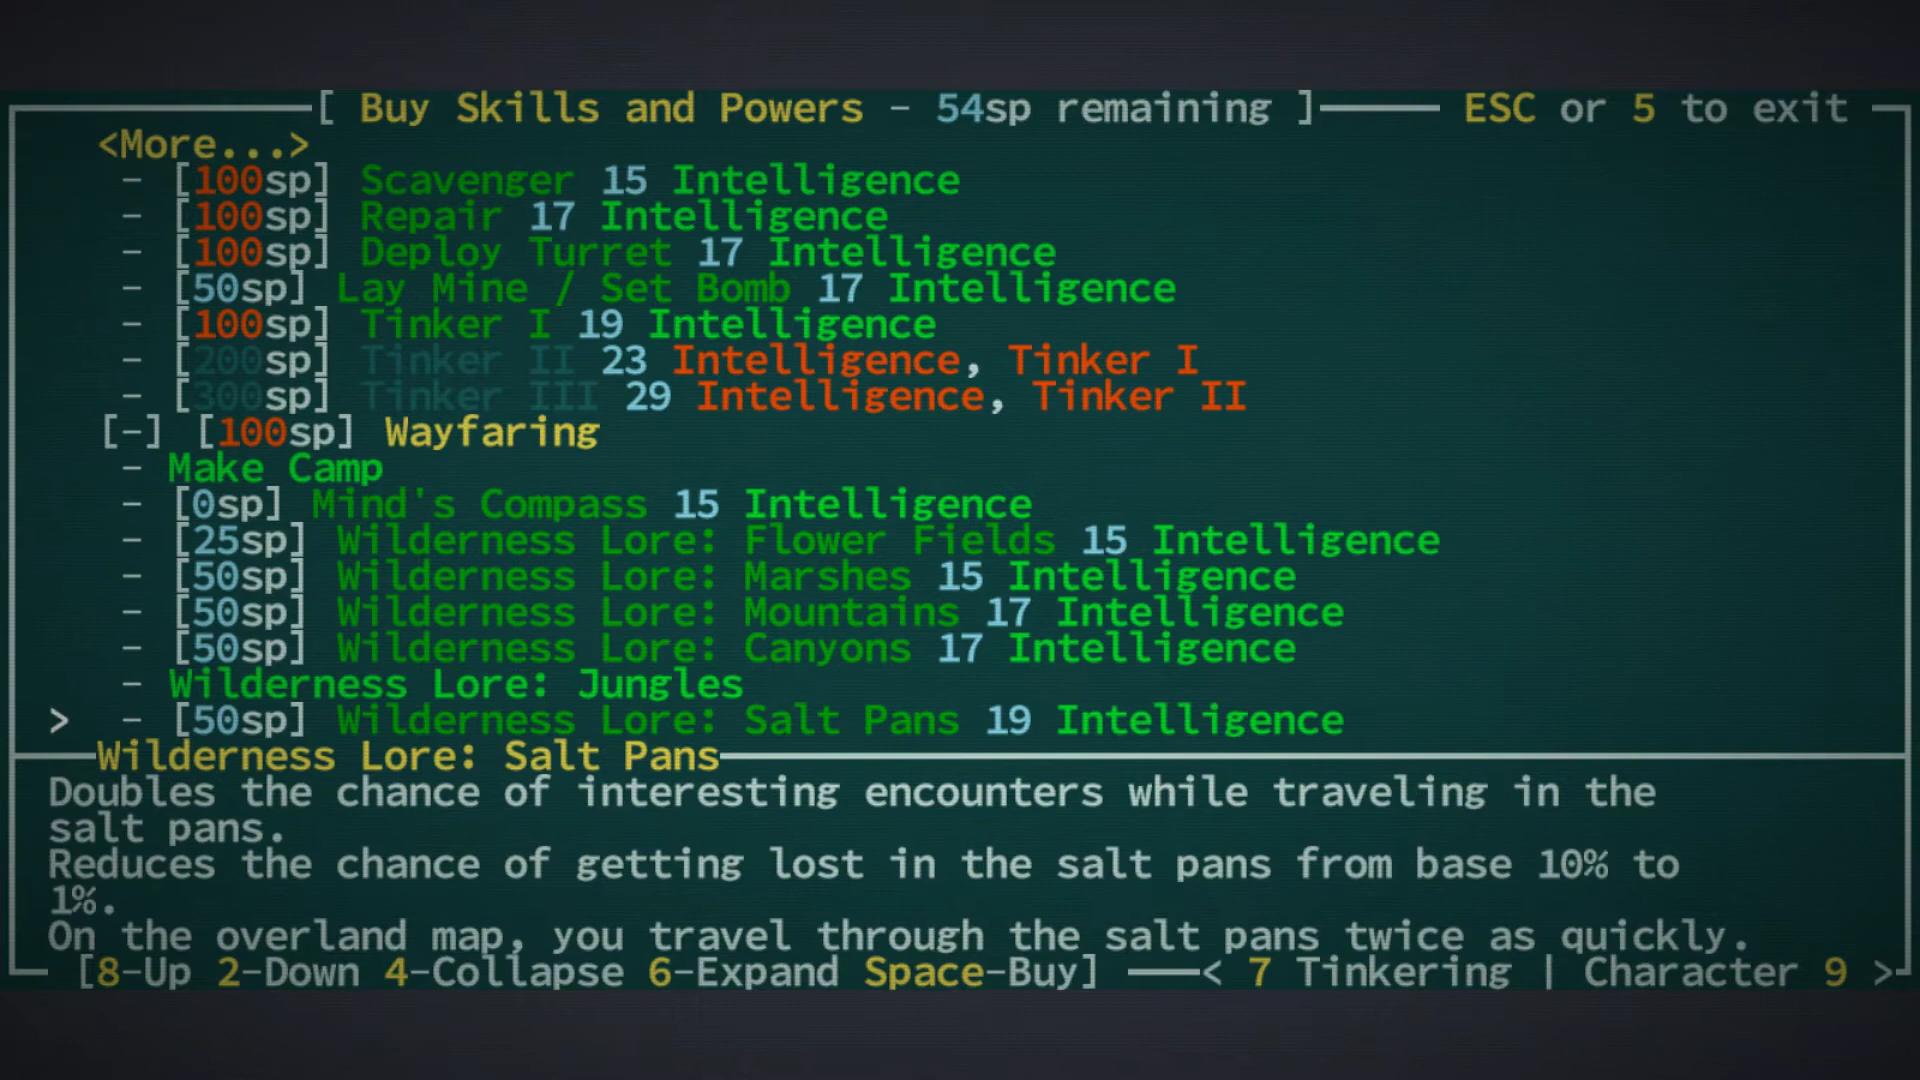 [ Buy Skills and Powers - 54sp remaining ] ESC or 5 to exit
<More...>
- [100sp] Scavenger 15 Intelligence
- [100sp] Repair 17 Intelligence
- [100sp] Deploy Turret 17 Intelligence
- [50sp] Lay Mine / Set Bomb 17 Intelligence
- [100sp] Tinker I 19 Intelligence
- [200sp] Tinker II 23 Intelligence, Tinker I
- [300sp] Tinker III 29 Intelligence, Tinker II
[-] [100sp] Wayfaring
- Make Camp
- [0sp] Mind's Compass 15 Intelligence
- [25sp] Wilderness Lore: Flower Fields 15 Intelligence
- [50sp] Wilderness Lore: Marshes 15 Intelligence
- [50sp] Wilderness Lore: Mountains 17 Intelligence
- [50sp] Wilderness Lore: Canyons 17 Intelligence
- Wilderness Lore: Jungles
> - [50sp] Wilderness Lore: Salt Pans 19 Intelligence
Wilderness Lore: Salt Pans
Doubles the chance of interesting encounters while traveling in the
salt pans.
Reduces the chance of getting lost in the salt pans from base 10% to
1%.
On the overland map, you travel through the salt pans twice as quickly.
[8-Up 2-Down 4-Collapse 6-Expand Space-Buy] < 7 Tinkering | Character 9 >